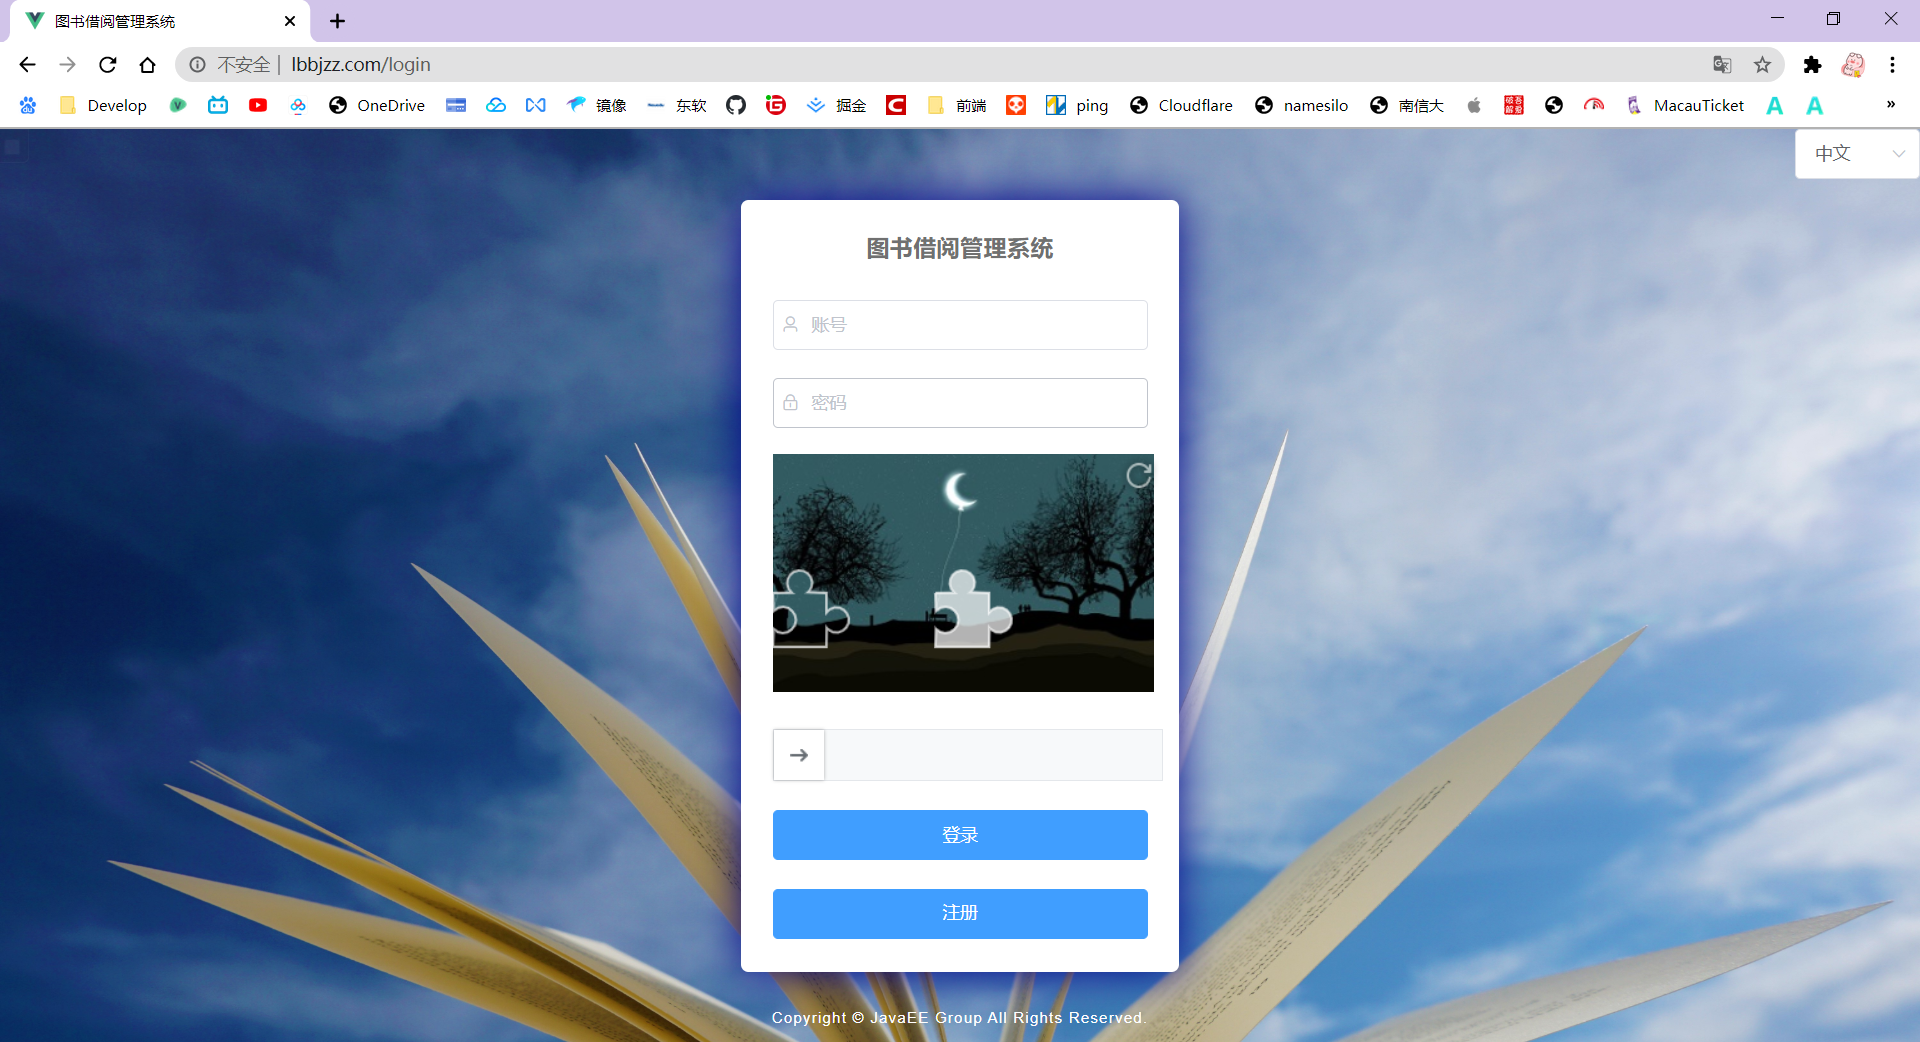 图书借阅管理系统
不安全 | lbbjzz.com/login
Develop OneDrive 镜像 东软 掘金 前端 ping Cloudflare namesilo 南信大 MacauTicket
中文
图书借阅管理系统
账号
密码
登录
注册
Copyright © JavaEE Group All Rights Reserved.